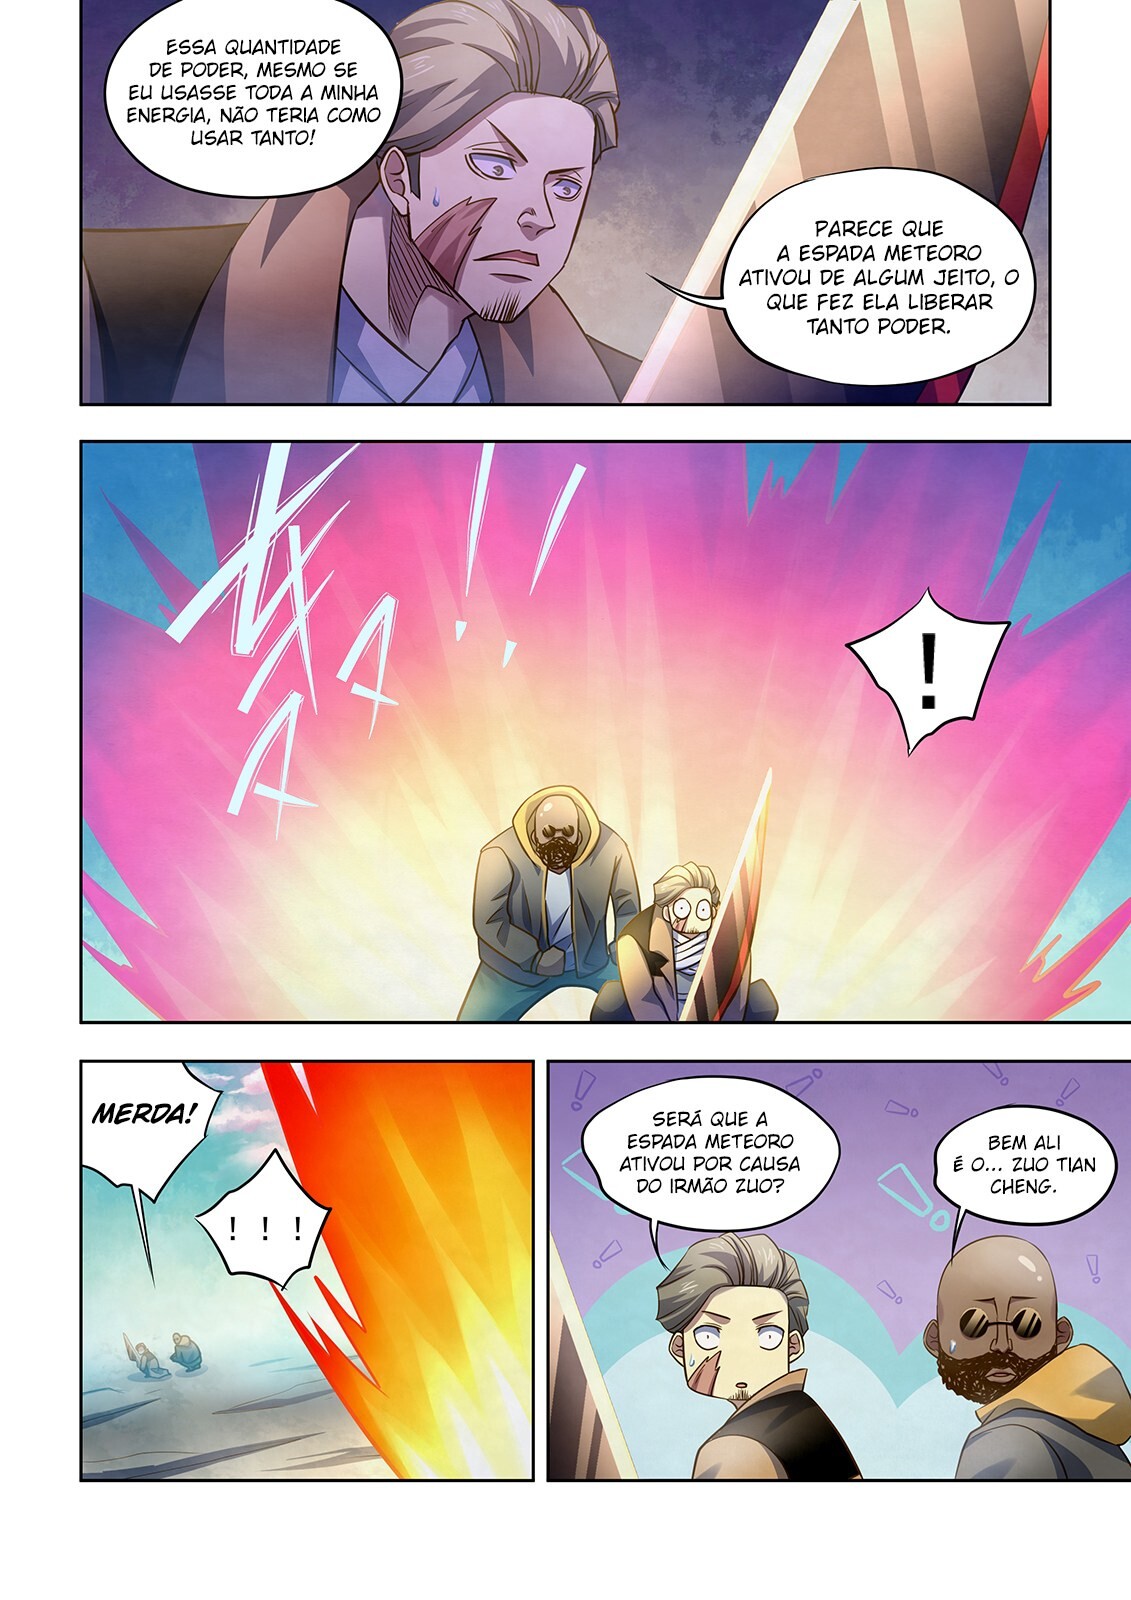 ESSA QUANTIDADE
DE PODER, MESMO SE
EU USASSE TODA A MINHA
ENERGIA, NÃO TERIA COMO
USAR TANTO!
PARECE QUE
A ESPADA METEORO
ATIVOU DE ALGUM JEITO, O
QUE FEZ ELA LIBERAR
TANTO PODER.
!
MERDA!
! ! !
SERÁ QUE A
ESPADA METEORO
ATIVOU POR CAUSA
DO IRMÃO ZUO?
BEM ALI
É O... ZUO TIAN
CHENG.